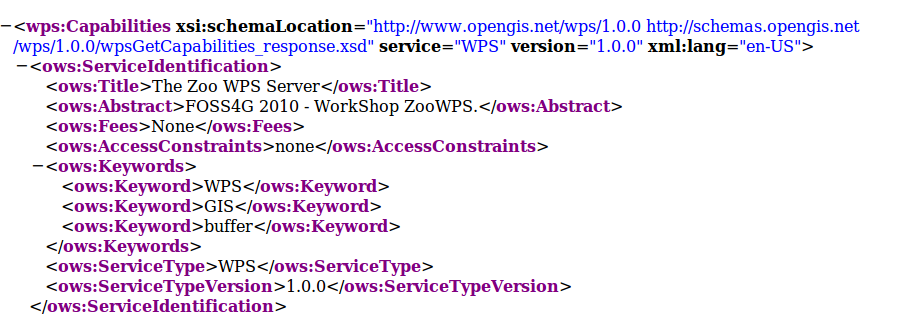 −<wps:Capabilities xsi:schemaLocation="http://www.opengis.net/wps/1.0.0 http://schemas.opengis.net
/wps/1.0.0/wpsGetCapabilities_response.xsd" service="WPS" version="1.0.0" xml:lang="en-US">
−<ows:ServiceIdentification>
<ows:Title>The Zoo WPS Server</ows:Title>
<ows:Abstract>FOSS4G 2010 - WorkShop ZooWPS.</ows:Abstract>
<ows:Fees>None</ows:Fees>
<ows:AccessConstraints>none</ows:AccessConstraints>
−<ows:Keywords>
<ows:Keyword>WPS</ows:Keyword>
<ows:Keyword>GIS</ows:Keyword>
<ows:Keyword>buffer</ows:Keyword>
</ows:Keywords>
<ows:ServiceType>WPS</ows:ServiceType>
<ows:ServiceTypeVersion>1.0.0</ows:ServiceTypeVersion>
</ows:ServiceIdentification>